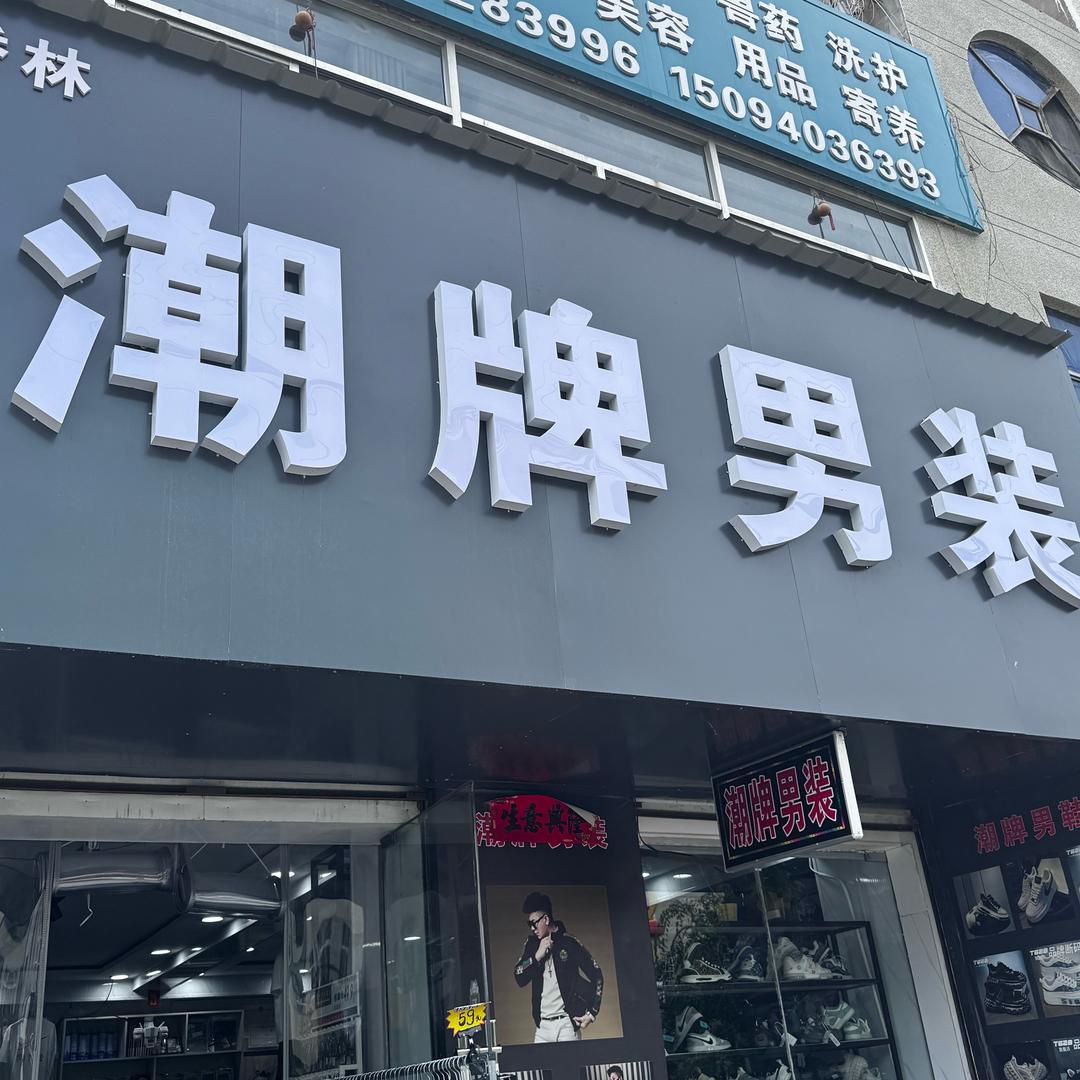 兽药 洗护
美容 用品 寄养
283996 15094036393
林
潮牌男装
潮牌男装
生意兴隆
潮牌男鞋
59